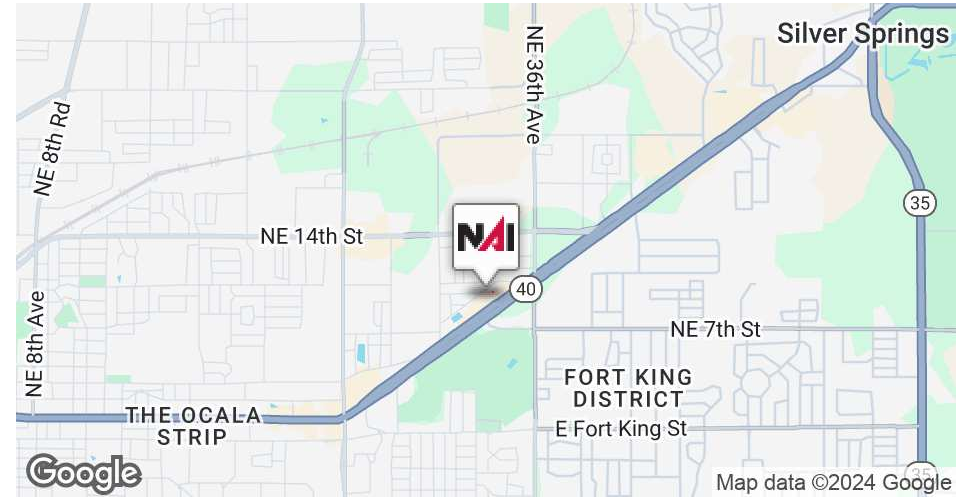 Silver Springs
NE 36th Ave
NE 8th Rd
35
NE 14th St
NAI
40
NE 8th Ave
NE 7th St
FORT KING
DISTRICT
THE OCALA
STRIP
E Fort King St
Google
35
Map data ©2024 Google